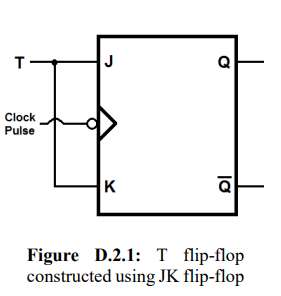 T
J
Q
Clock
Pulse
K
Q̅
Figure D.2.1: T flip-flop
constructed using JK flip-flop